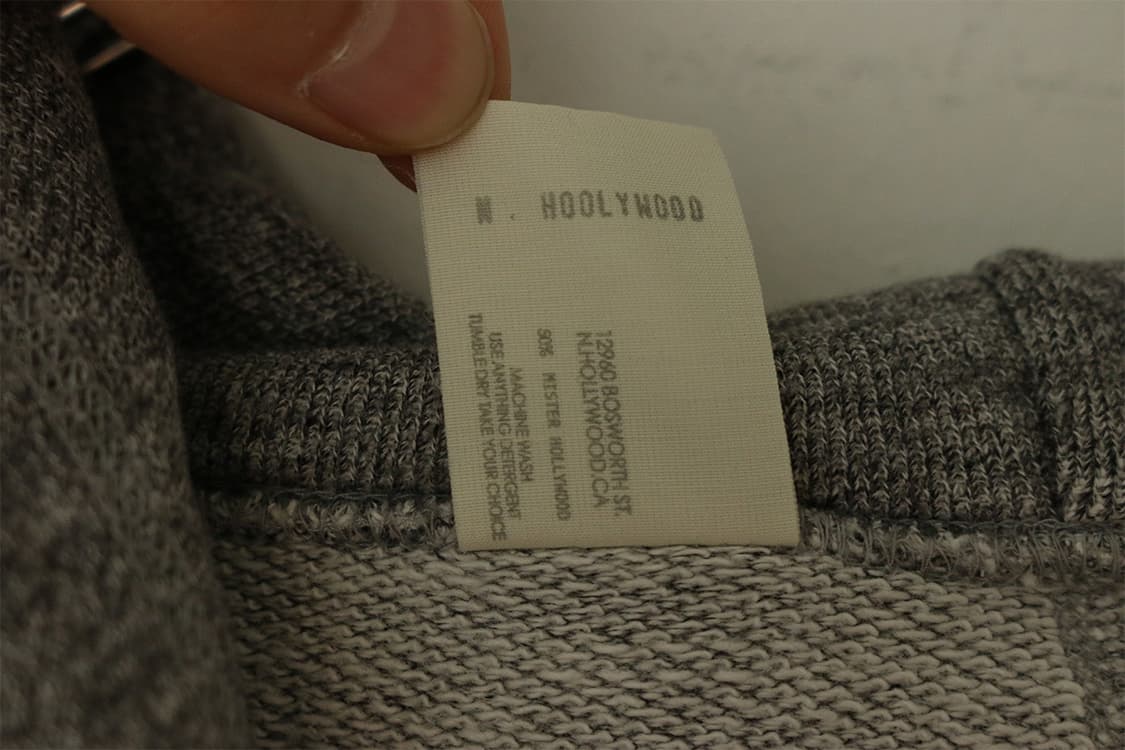 . HOOLYWOOD
12960 BOSWORTH ST.
N.HOLLYWOOD.CA
90% MISTER HOLLYWOOD
MACHINE WASH
USE ANYTHING DETERGENT
TUMBLE DRY TAKE YOUR CHOICE